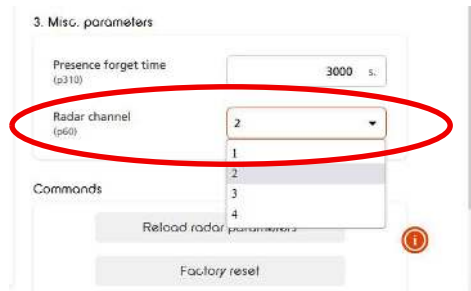 3. Misc. parameters
Presence forget time
(p310)
3000 s.
Radar channel
(p60)
2
1
2
3
4
Commands
Reload radar parameters
Factory reset
i